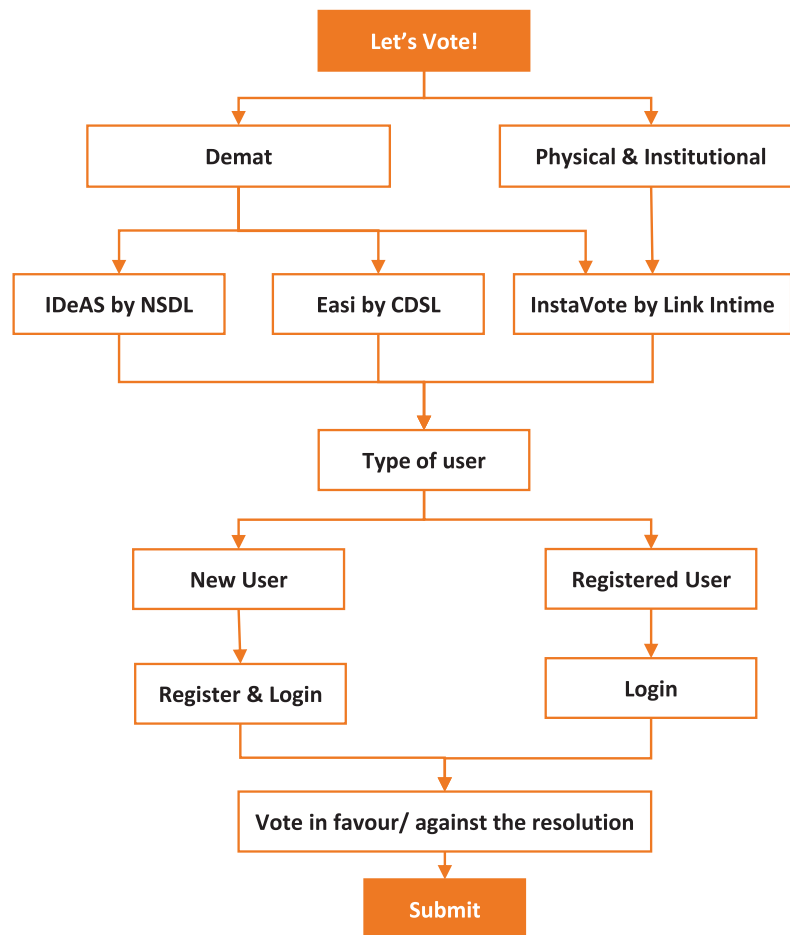 Let’s Vote!
Demat
Physical & Institutional
IDeAS by NSDL
Easi by CDSL
InstaVote by Link Intime
Type of user
New User
Registered User
Register & Login
Login
Vote in favour/ against the resolution
Submit